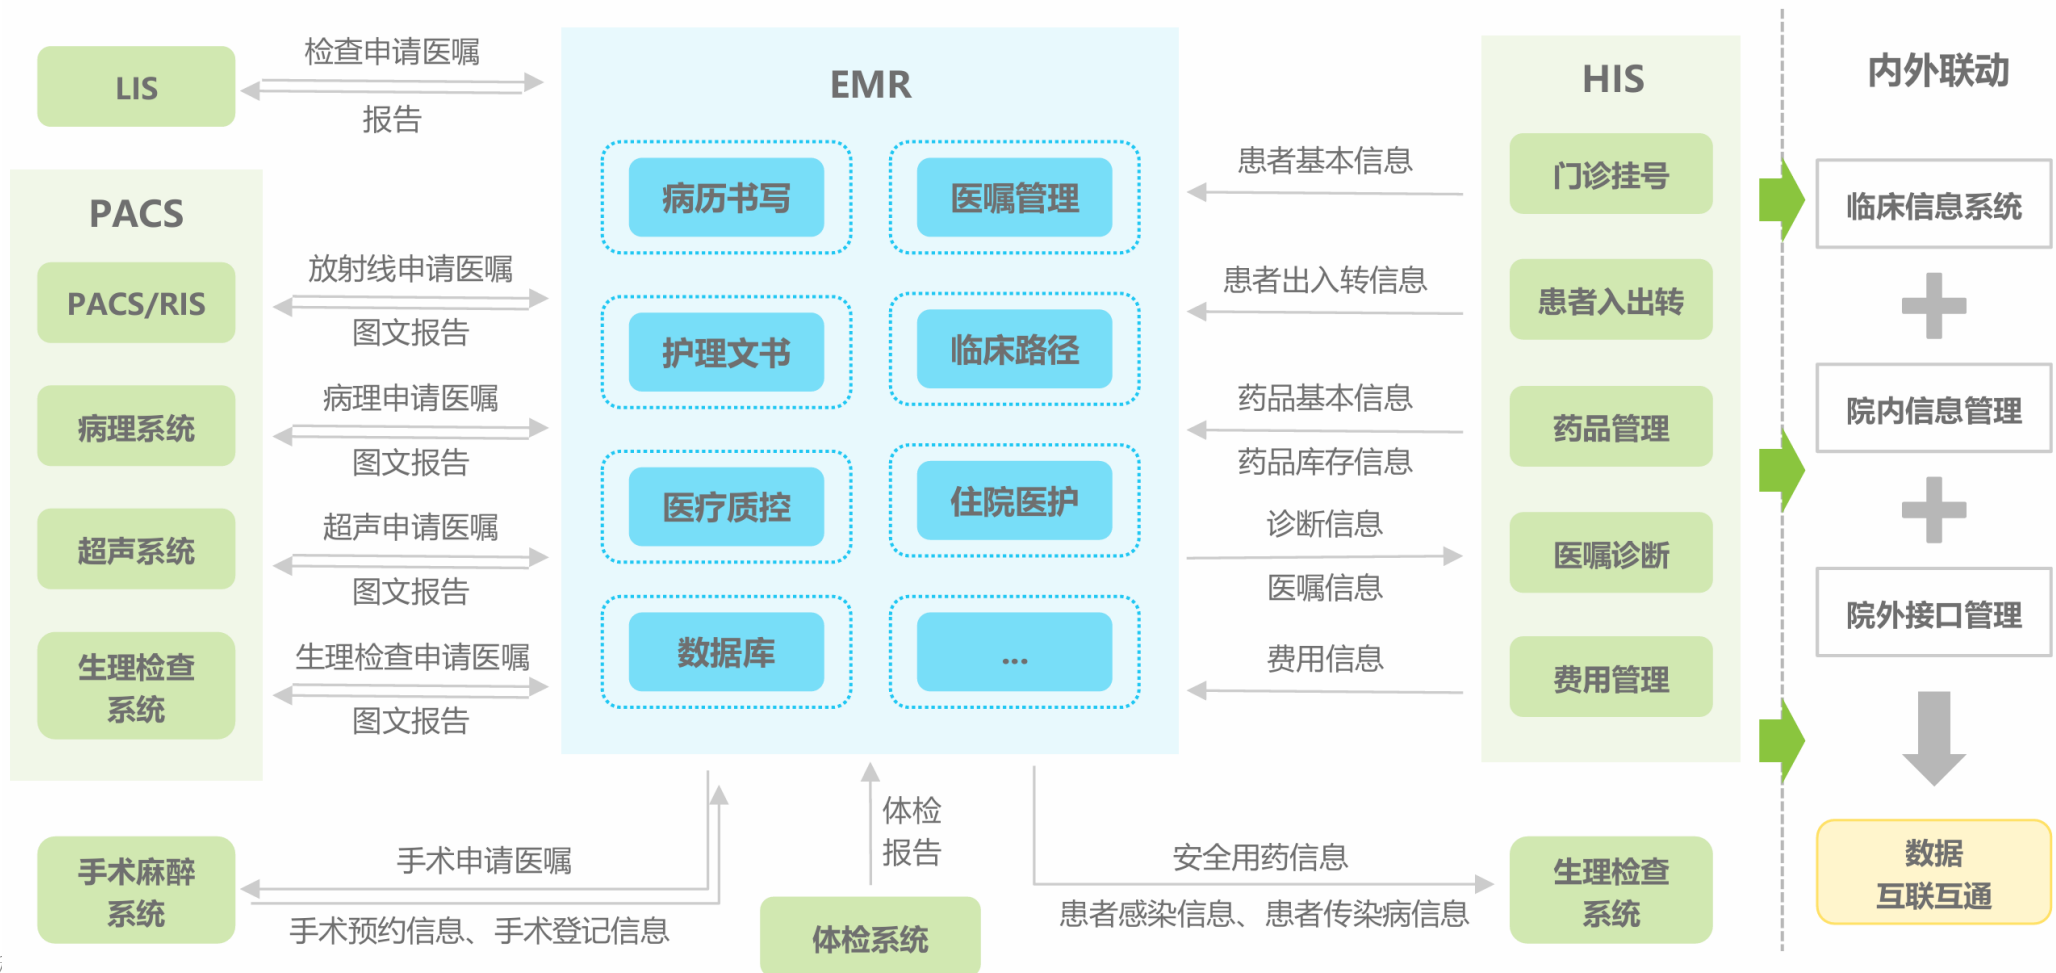 LIS
检查申请医嘱
报告
PACS
PACS/RIS
放射线申请医嘱
图文报告
病理系统
病理申请医嘱
图文报告
超声系统
超声申请医嘱
图文报告
生理检查
系统
生理检查申请医嘱
图文报告
EMR
病历书写
医嘱管理
护理文书
临床路径
医疗质控
住院医护
数据库
...
患者基本信息
患者出入转信息
药品基本信息
药品库存信息
诊断信息
医嘱信息
费用信息
HIS
门诊挂号
患者入出转
药品管理
医嘱诊断
费用管理
手术麻醉
系统
手术申请医嘱
手术预约信息、手术登记信息
体检
报告
体检系统
安全用药信息
患者感染信息、患者传染病信息
生理检查
系统
内外联动
临床信息系统
院内信息管理
院外接口管理
数据
互联互通